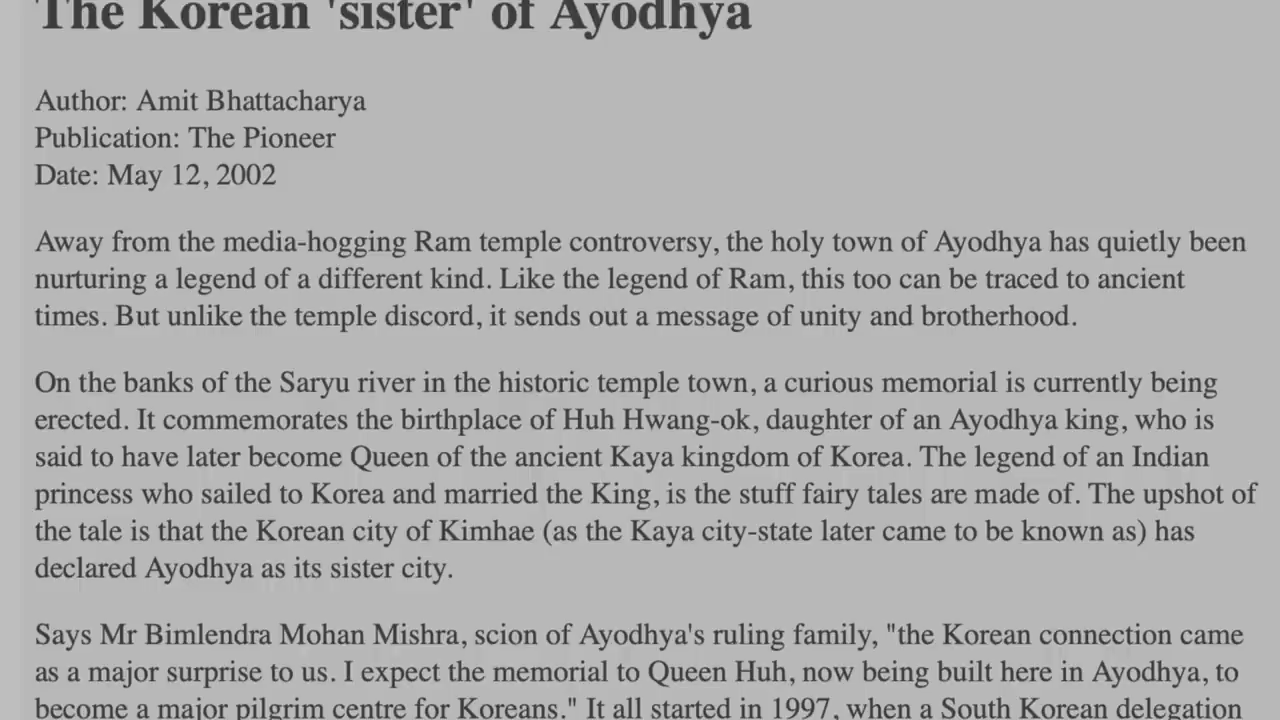 The Korean 'sister' of Ayodhya
Author: Amit Bhattacharya
Publication: The Pioneer
Date: May 12, 2002
Away from the media-hogging Ram temple controversy, the holy town of Ayodhya has quietly been
nurturing a legend of a different kind. Like the legend of Ram, this too can be traced to ancient
times. But unlike the temple discord, it sends out a message of unity and brotherhood.
On the banks of the Saryu river in the historic temple town, a curious memorial is currently being
erected. It commemorates the birthplace of Huh Hwang-ok, daughter of an Ayodhya king, who is
said to have later become Queen of the ancient Kaya kingdom of Korea. The legend of an Indian
princess who sailed to Korea and married the King, is the stuff fairy tales are made of. The upshot of
the tale is that the Korean city of Kimhae (as the Kaya city-state later came to be known as) has
declared Ayodhya as its sister city.
Says Mr Bimlendra Mohan Mishra, scion of Ayodhya's ruling family, "the Korean connection came
as a major surprise to us. I expect the memorial to Queen Huh, now being built here in Ayodhya, to
become a major pilgrim centre for Koreans." It all started in 1997, when a South Korean delegation